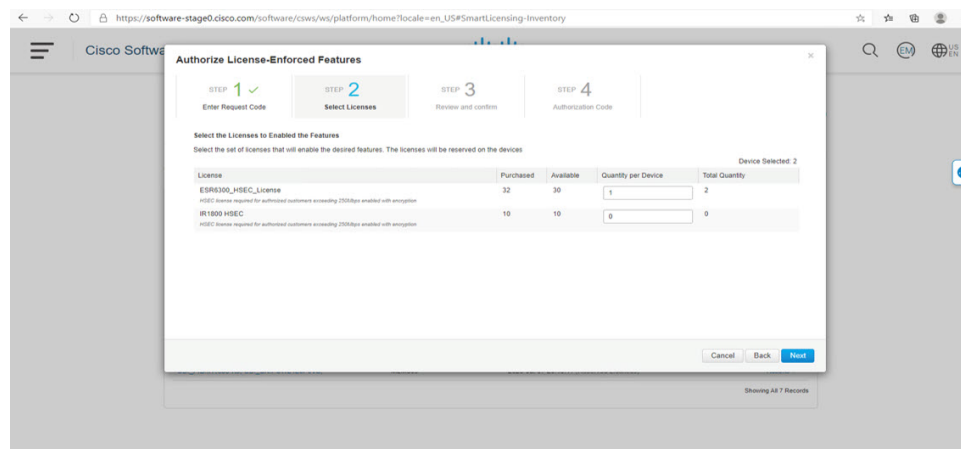 https://software-stage0.cisco.com/software/csws/ws/platform/home?locale=en_US#SmartLicensing-Inventory
Cisco Softwa
EM
US
EN
Authorize License-Enforced Features
STEP 1
Enter Request Code
STEP 2
Select Licenses
STEP 3
Review and confirm
STEP 4
Authorization Code
Select the Licenses to Enabled the Features
Select the set of licenses that will enable the desired features. The licenses will be reserved on the devices
Device Selected: 2
License Purchased Available Quantity per Device Total Quantity
ESR6300_HSEC_License 32 30 1 2
HSEC license required for authorized customers exceeding 250Mbps enabled with encryption
IR1800 HSEC 10 10 0 0
HSEC license required for authorized customers exceeding 250Mbps enabled with encryption
Cancel Back Next
Showing All 7 Records